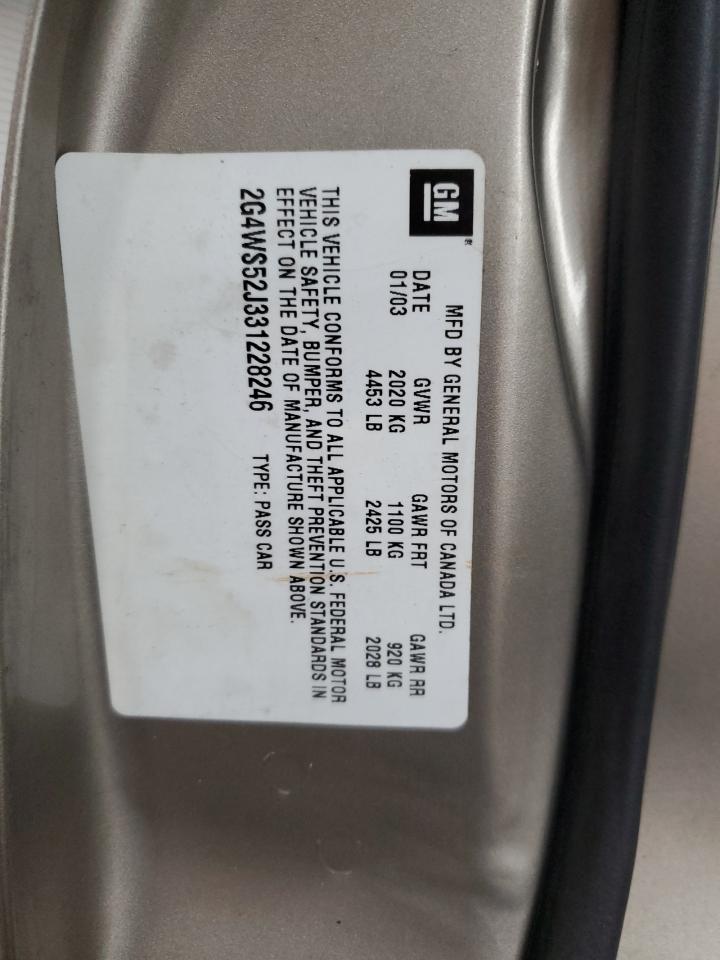 GM
MFD BY GENERAL MOTORS OF CANADA LTD.
DATE GVWR GAWR FRT GAWR RR
01/03 2020 KG 1100 KG 920 KG
4453 LB 2425 LB 2028 LB
THIS VEHICLE CONFORMS TO ALL APPLICABLE U.S. FEDERAL MOTOR
VEHICLE SAFETY, BUMPER, AND THEFT PREVENTION STANDARDS IN
EFFECT ON THE DATE OF MANUFACTURE SHOWN ABOVE.
2G4WS52J331228246 TYPE: PASS CAR